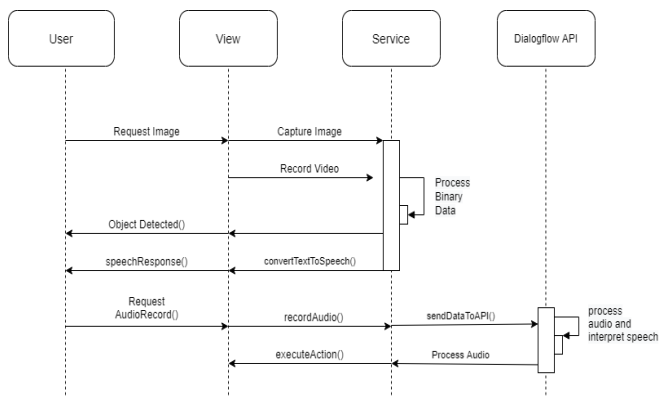 User
View
Service
Dialogflow API
Request Image
Capture Image
Record Video
Process
Binary
Data
Object Detected()
speechResponse()
convertTextToSpeech()
Request
AudioRecord()
recordAudio()
sendDataToAPI()
process
audio and
interpret speech
executeAction()
Process Audio